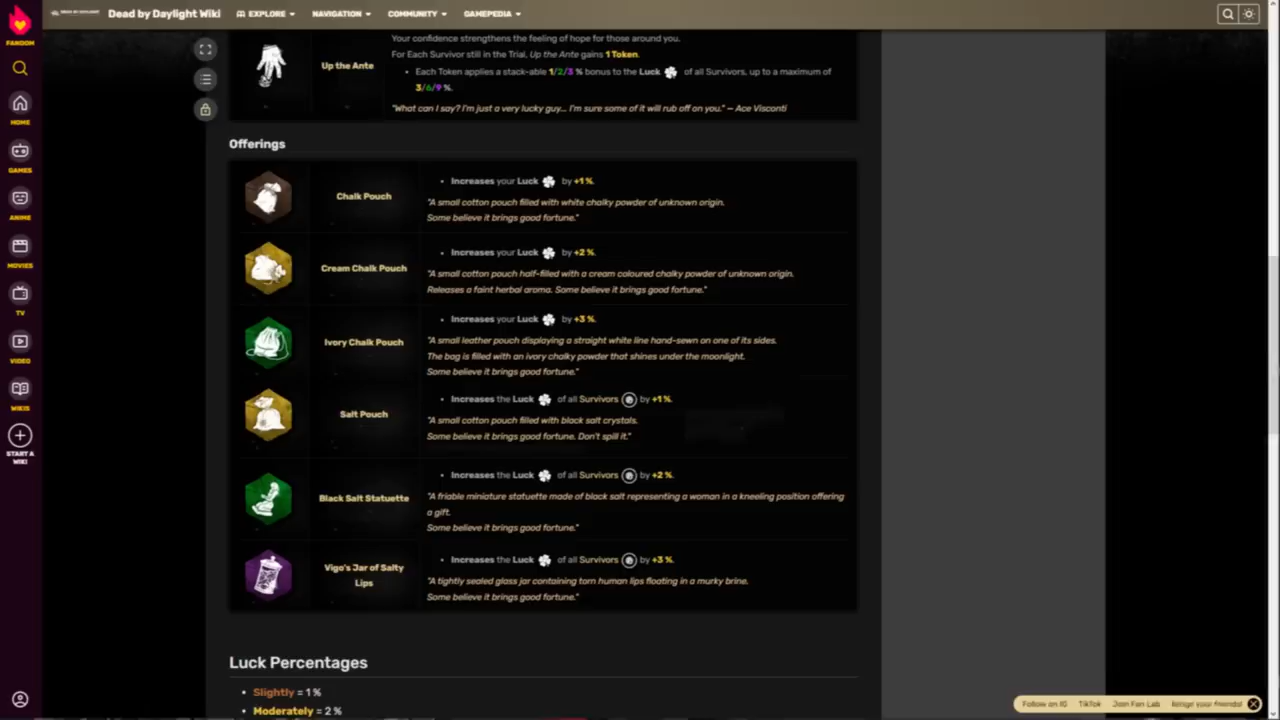 Dead by Daylight Wiki
EXPLORE
NAVIGATION
COMMUNITY
GAMEPEDIA
FANDOM
HOME
GAMES
ANIME
MOVIES
TV
VIDEO
WIKIS
START A
WIKI
Up the Ante
Your confidence strengthens the feeling of hope for those around you.
For Each Survivor still in the Trial, Up the Ante gains 1 Token.
• Each Token applies a stack-able 1/2/3 % bonus to the Luck of all Survivors, up to a maximum of
3/6/9 %.
"What can I say? I'm just a very lucky guy... I'm sure some of it will rub off on you." — Ace Visconti
Offerings
Chalk Pouch
• Increases your Luck by +1 %.
"A small cotton pouch filled with white chalky powder of unknown origin.
Some believe it brings good fortune."
Cream Chalk Pouch
• Increases your Luck by +2 %.
"A small cotton pouch half-filled with a cream coloured chalky powder of unknown origin.
Releases a faint herbal aroma. Some believe it brings good fortune."
Ivory Chalk Pouch
• Increases your Luck by +3 %.
"A small leather pouch displaying a straight white line hand-sewn on one of its sides.
The bag is filled with an ivory chalky powder that shines under the moonlight.
Some believe it brings good fortune."
Salt Pouch
• Increases the Luck of all Survivors by +1 %.
"A small cotton pouch filled with black salt crystals.
Some believe it brings good fortune. Don't spill it."
Black Salt Statuette
• Increases the Luck of all Survivors by +2 %.
"A friable miniature statuette made of black salt representing a woman in a kneeling position offering
a gift.
Some believe it brings good fortune."
Vigo's Jar of Salty
Lips
• Increases the Luck of all Survivors by +3 %.
"A tightly sealed glass jar containing torn human lips floating in a murky brine.
Some believe it brings good fortune."
Luck Percentages
• Slightly = 1 %
• Moderately = 2 %
Follow on IG TikTok Join Fan Lab